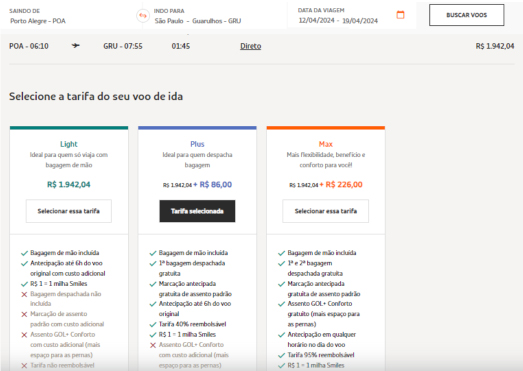 SAINDO DE
Porto Alegre - POA
INDO PARA
São Paulo - Guarulhos - GRU
DATA DA VIAGEM
12/04/2024 - 19/04/2024
BUSCAR VOOS
POA - 06:10
GRU - 07:55
01:45
Direto
R$ 1.942,04
Selecione a tarifa do seu voo de ida
Light
Ideal para quem só viaja com
bagagem de mão
R$ 1.942,04
Selecionar essa tarifa
Bagagem de mão incluída
Antecipação até 6h do voo
original com custo adicional
R$ 1 = 1 milha Smiles
Bagagem despachada não
incluída
Marcação de assento
padrão com custo adicional
Assento GOL+ Conforto
com custo adicional (mais
espaço para as pernas)
Tarifa não reembolsável
Plus
Ideal para quem despacha
bagagem
R$ 1.942,04 + R$ 86,00
Tarifa selecionada
Bagagem de mão incluída
1ª bagagem despachada
gratuita
Marcação antecipada
gratuita de assento padrão
Antecipação até 6h do voo
original
Tarifa 40% reembolsável
R$ 1 = 1 milha Smiles
Assento GOL+ Conforto
com custo adicional (mais
espaço para as pernas)
Max
Mais flexibilidade, benefício e
conforto para você!
R$ 1.942,04 + R$ 226,00
Selecionar essa tarifa
Bagagem de mão incluída
1ª e 2ª bagagem
despachada gratuita
Marcação antecipada
gratuita de assento padrão
Assento GOL+ Conforto
gratuito (mais espaço para
as pernas)
Antecipação em qualquer
horário no dia do voo
Tarifa 95% reembolsável
R$ 1 = 1 milha Smiles